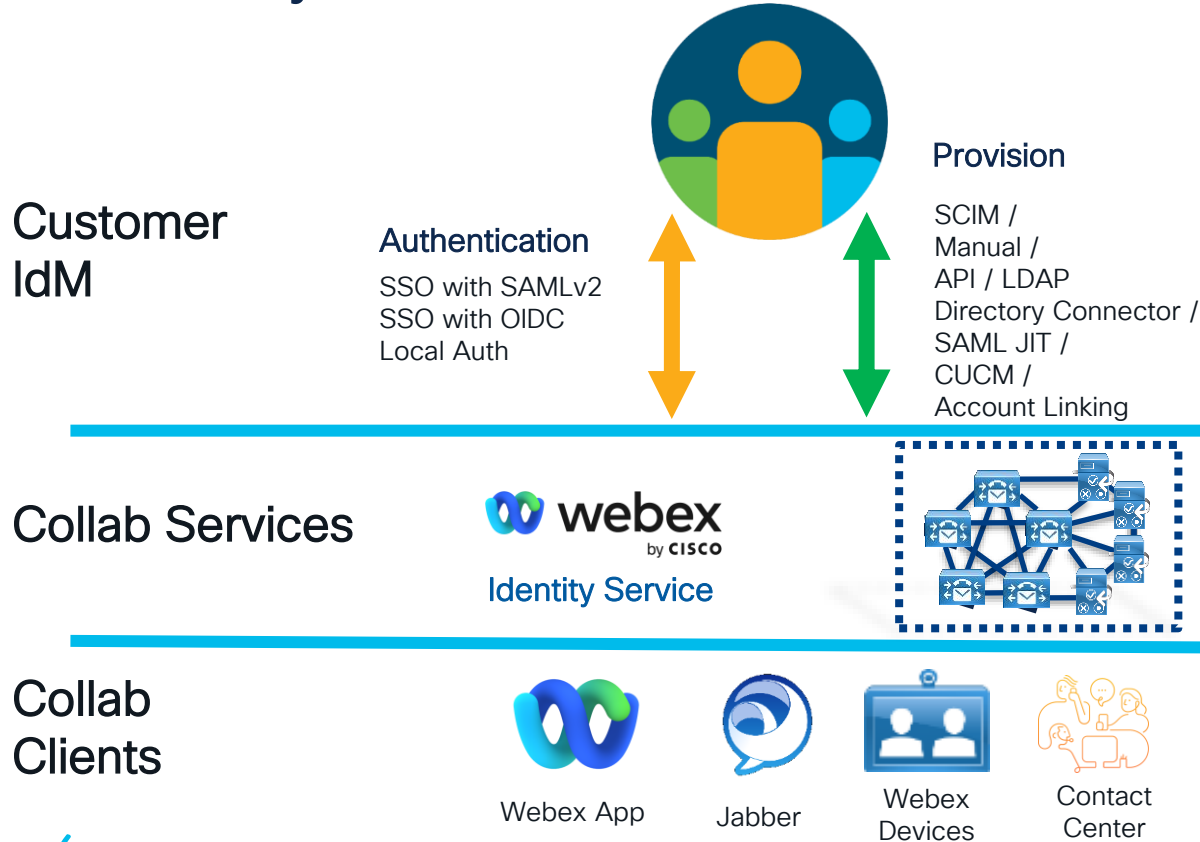 Customer
IdM
Authentication
SSO with SAMLv2
SSO with OIDC
Local Auth
Provision
SCIM /
Manual /
API / LDAP
Directory Connector /
SAML JIT /
CUCM /
Account Linking
Collab Services
webex
by CISCO
Identity Service
Collab
Clients
Webex App
Jabber
Webex
Devices
Contact
Center